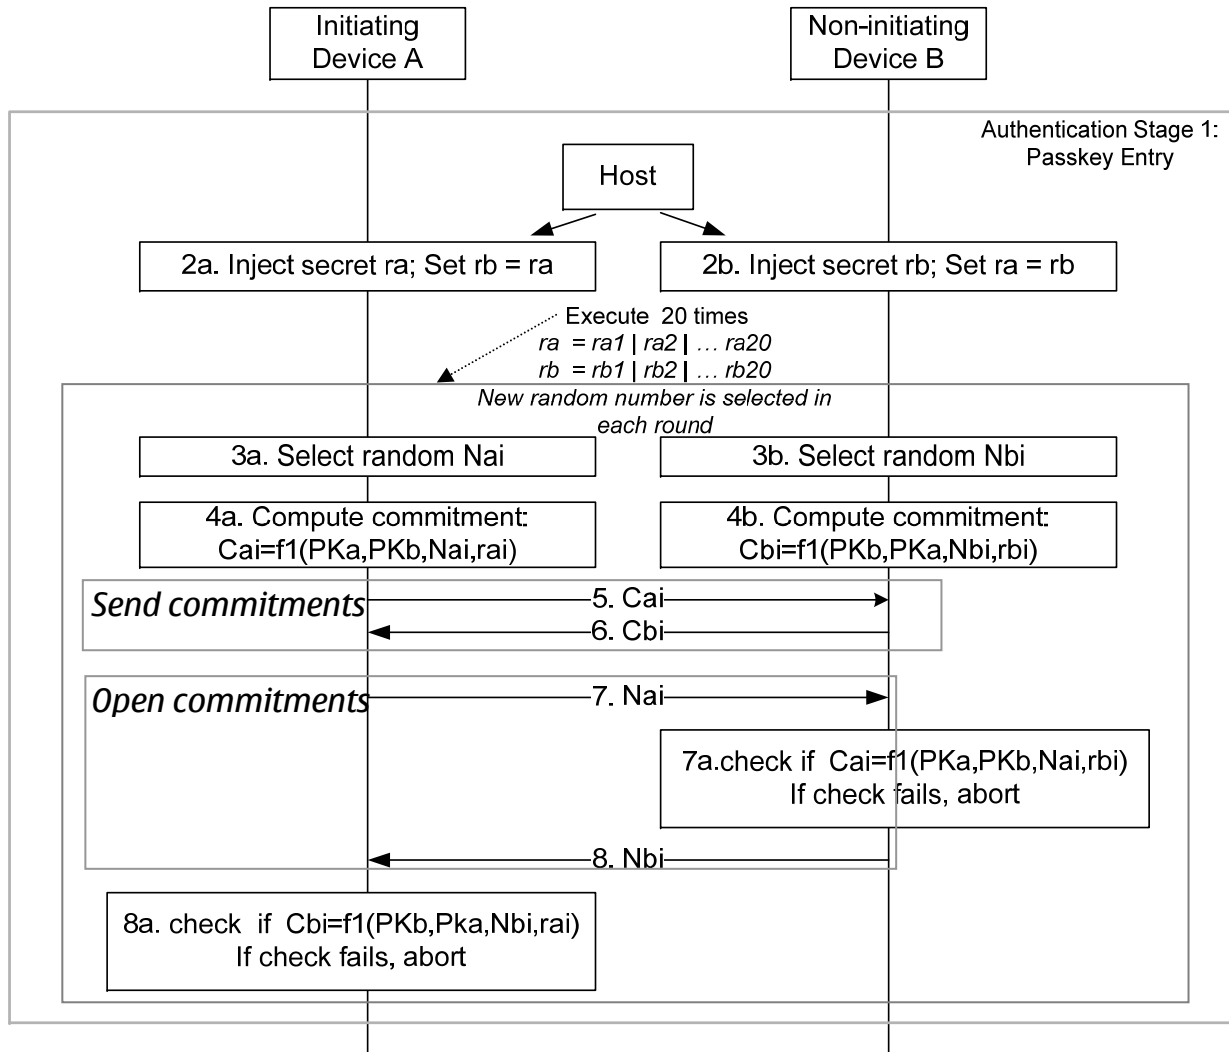 Initiating
Device A
Non-initiating
Device B
Authentication Stage 1:
Passkey Entry
Host
2a. Inject secret ra; Set rb = ra
2b. Inject secret rb; Set ra = rb
Execute 20 times
ra = ra1 | ra2 | … ra20
rb = rb1 | rb2 | … rb20
New random number is selected in
each round
3a. Select random Nai
3b. Select random Nbi
4a. Compute commitment:
Cai=f1(PKa,PKb,Nai,rai)
4b. Compute commitment:
Cbi=f1(PKb,PKa,Nbi,rbi)
Send commitments
5. Cai
6. Cbi
Open commitments
7. Nai
7a.check if Cai=f1(PKa,PKb,Nai,rbi)
If check fails, abort
8. Nbi
8a. check if Cbi=f1(PKb,Pka,Nbi,rai)
If check fails, abort